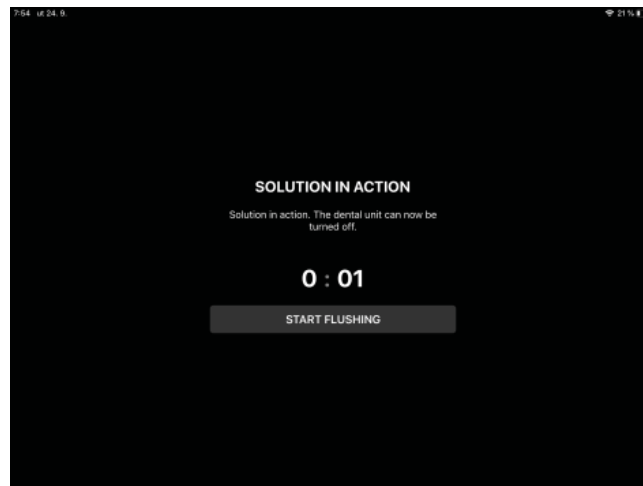 7:54 ut 24. 9.
21 %
SOLUTION IN ACTION
Solution in action. The dental unit can now be
turned off.
0 : 01
START FLUSHING